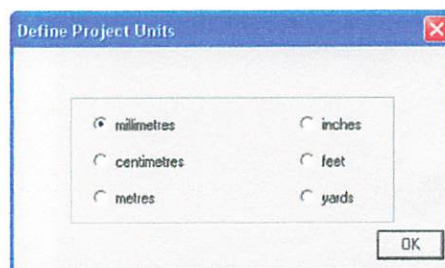 Define Project Units
millimetres inches
centimetres feet
metres yards
OK